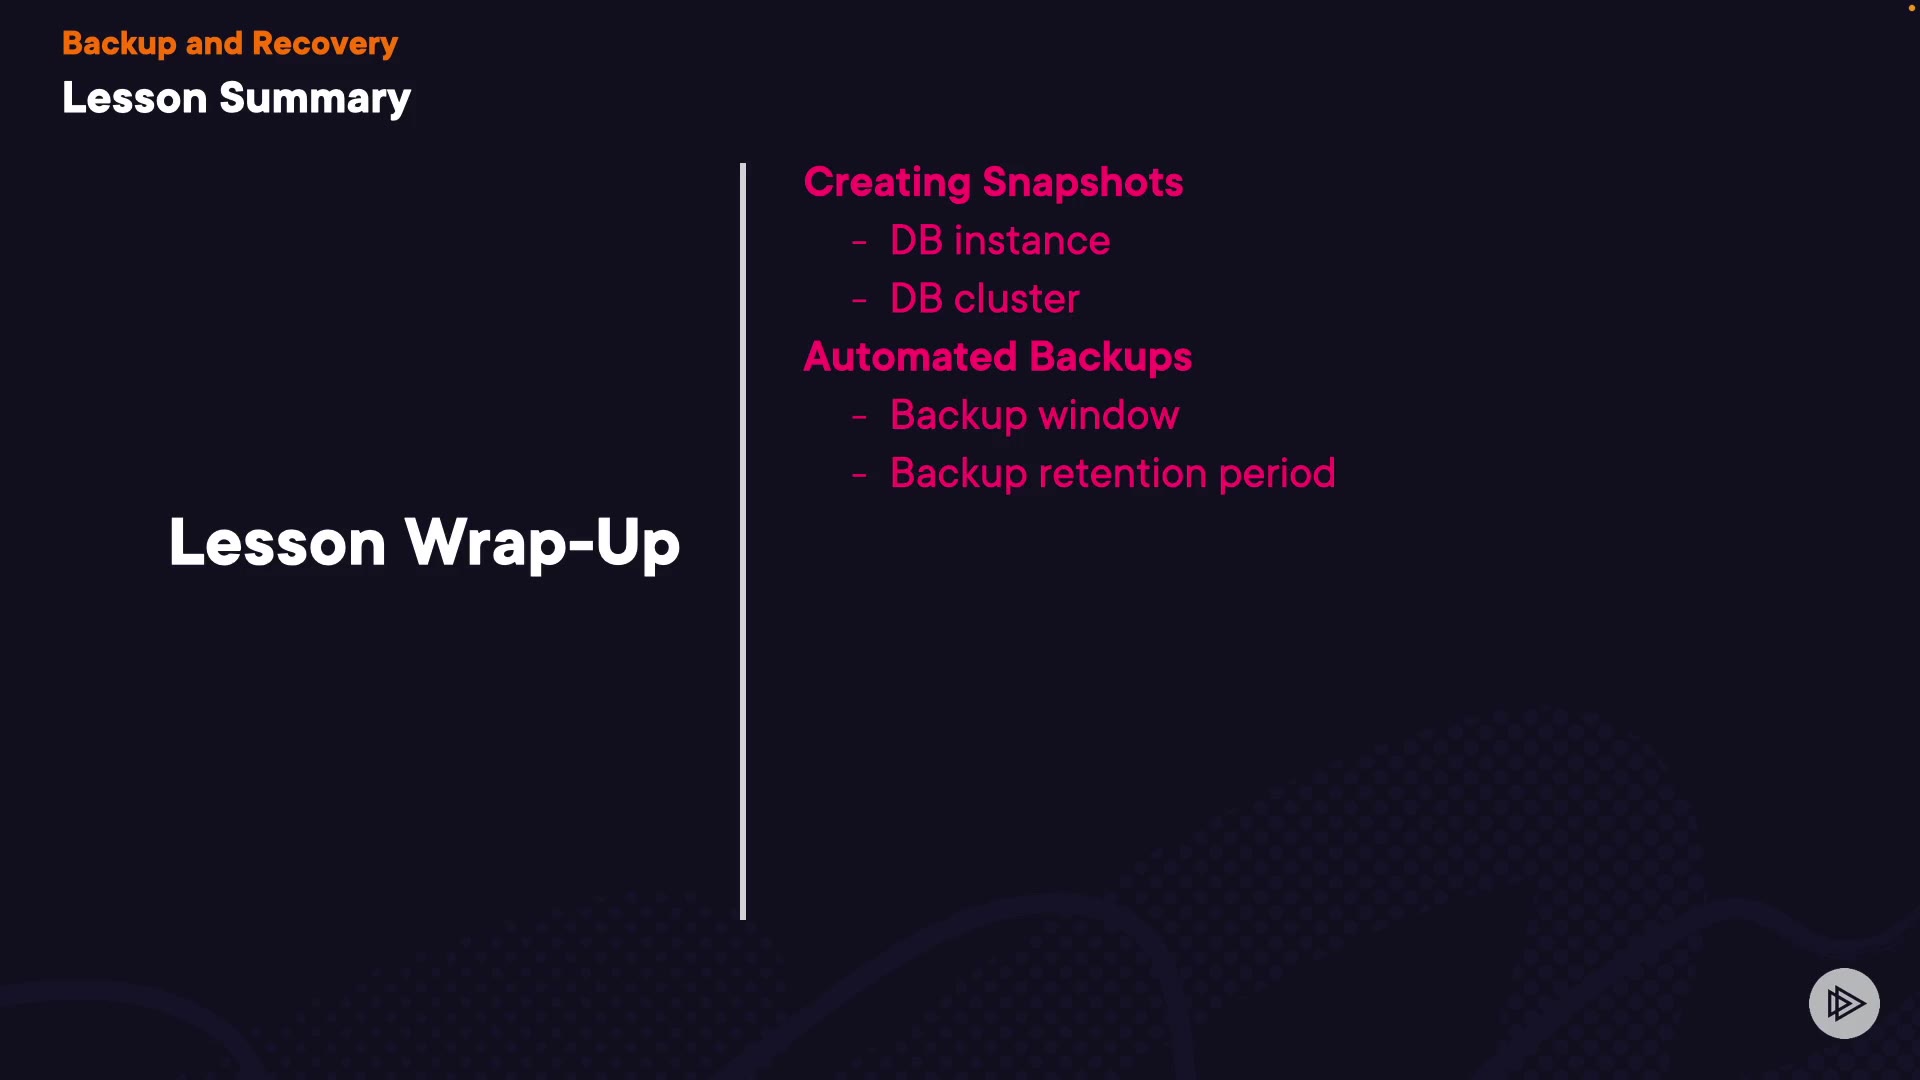 Backup and Recovery
Lesson Summary
Lesson Wrap-Up
Creating Snapshots
- DB instance
- DB cluster
Automated Backups
- Backup window
- Backup retention period